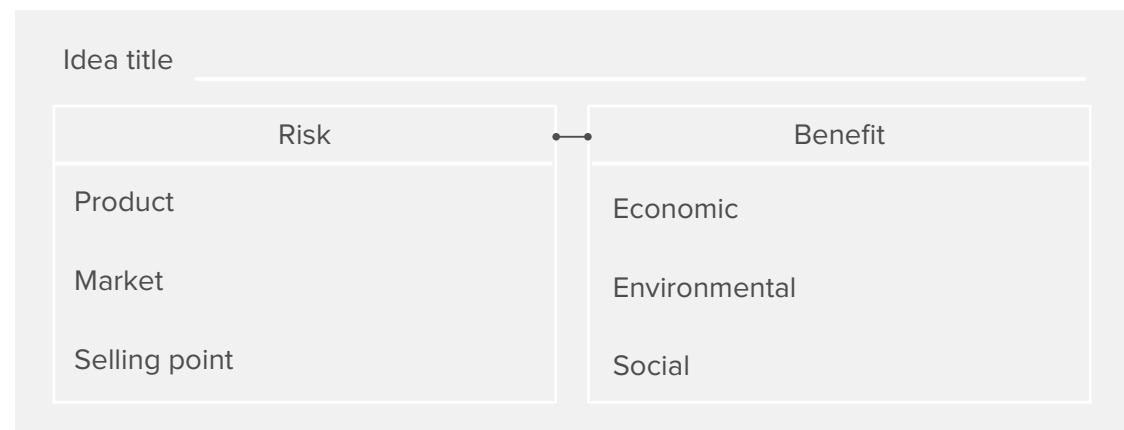 Idea title
Risk
Benefit
Product
Economic
Market
Environmental
Selling point
Social